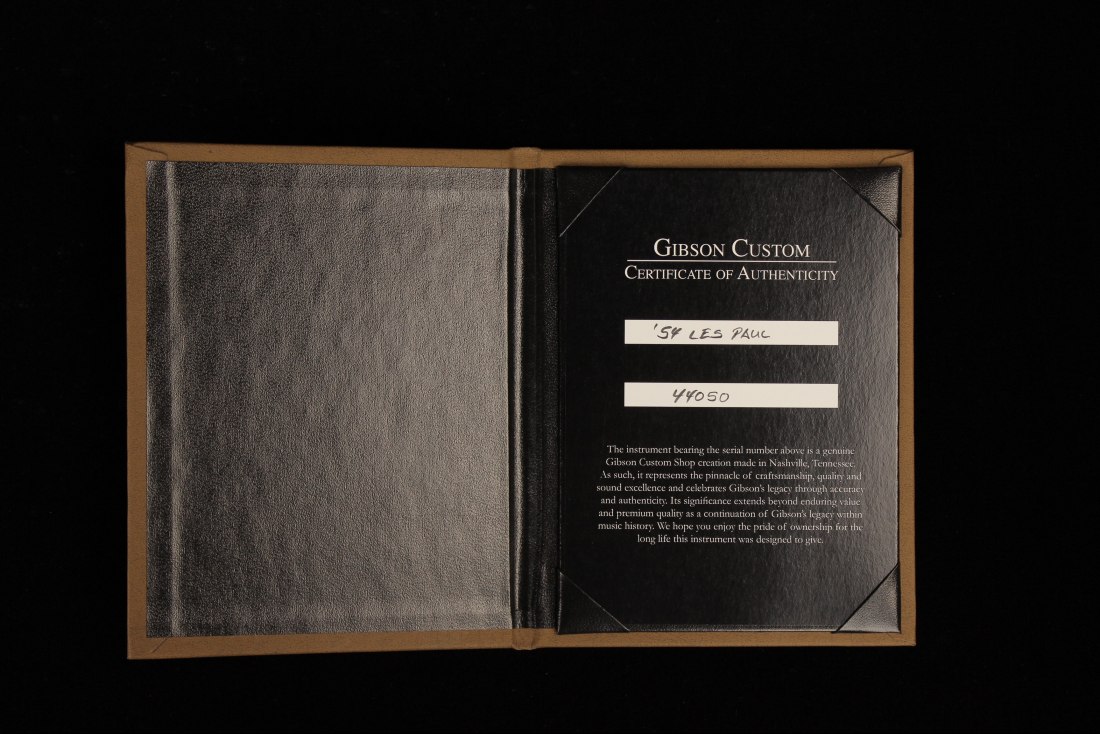 GIBSON CUSTOM
CERTIFICATE OF AUTHENTICITY
'54 LES PAUL
44050
The instrument bearing the serial number above is a genuine
Gibson Custom Shop creation made in Nashville, Tennessee.
As such, it represents the pinnacle of craftsmanship, quality and
sound excellence and celebrates Gibson's legacy through accuracy
and authenticity. Its significance extends beyond enduring value
and premium quality as a continuation of Gibson's legacy within
music history. We hope you enjoy the pride of ownership for the
long life this instrument was designed to give.